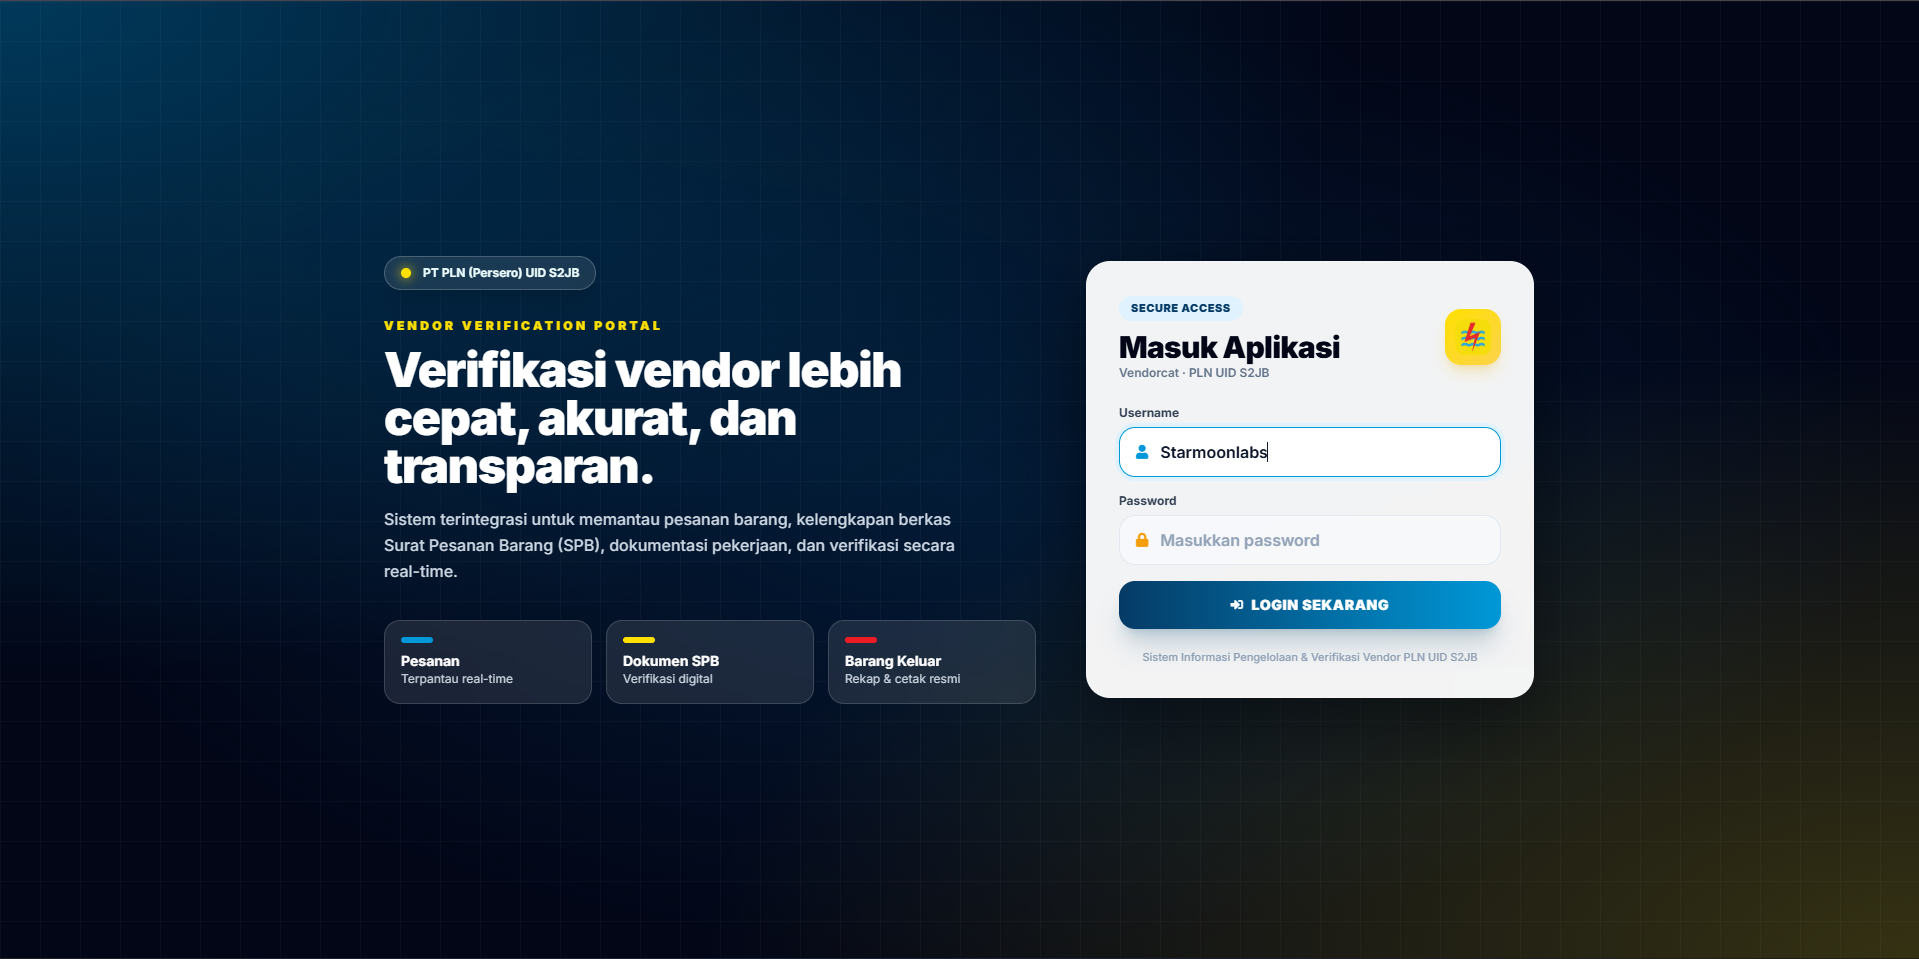 PT PLN (Persero) UID S2JB
VENDOR VERIFICATION PORTAL
Verifikasi vendor lebih
cepat, akurat, dan
transparan.
Sistem terintegrasi untuk memantau pesanan barang, kelengkapan berkas
Surat Pesanan Barang (SPB), dokumentasi pekerjaan, dan verifikasi secara
real-time.
Pesanan
Terpantau real-time
Dokumen SPB
Verifikasi digital
Barang Keluar
Rekap & cetak resmi
SECURE ACCESS
Masuk Aplikasi
Vendorcat · PLN UID S2JB
Username
Starmoonlabs
Password
Masukkan password
LOGIN SEKARANG
Sistem Informasi Pengelolaan & Verifikasi Vendor PLN UID S2JB